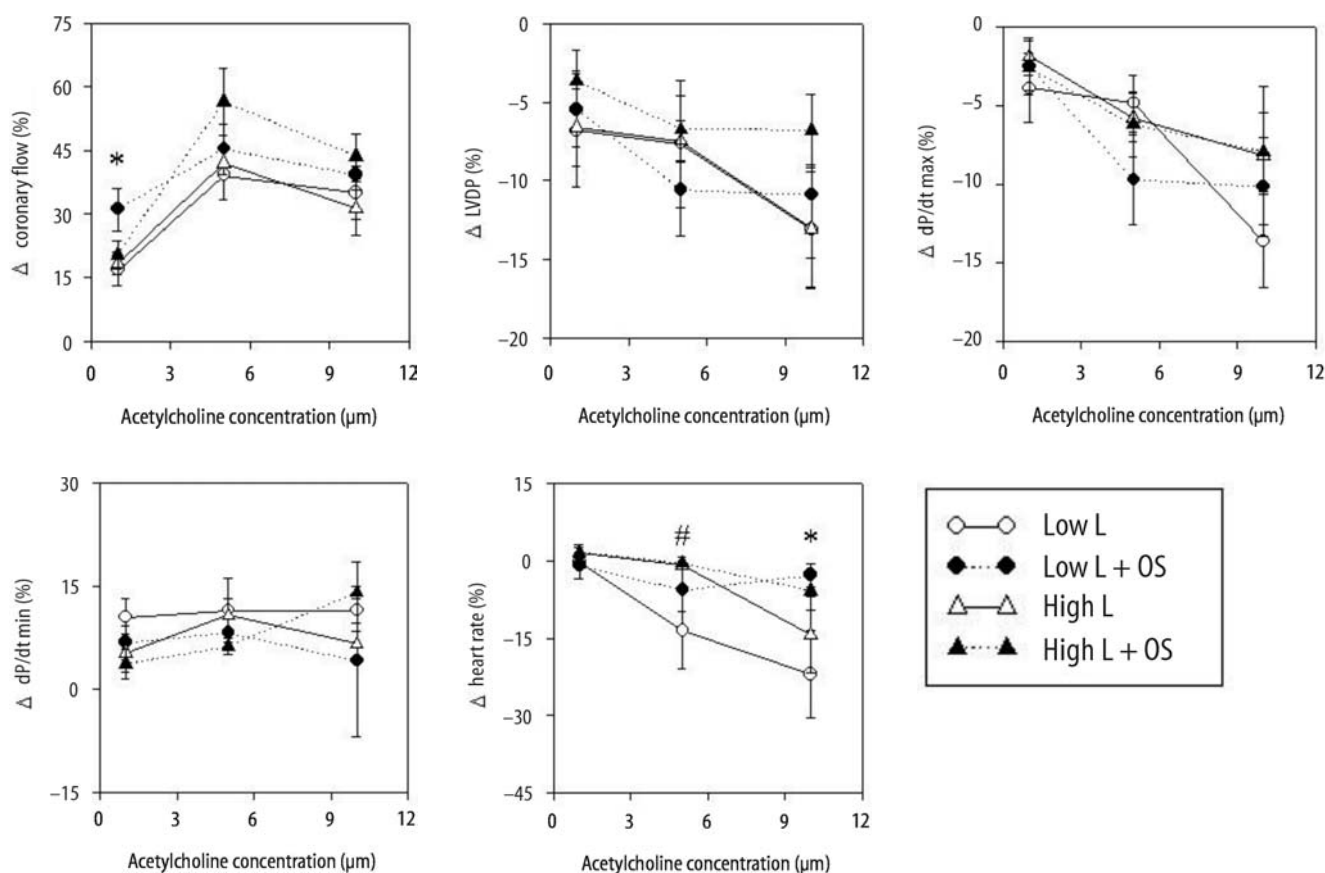 75
60
45
30
15
0
*
Δ coronary flow (%)
0 3 6 9 12
Acetylcholine concentration (µm)
0
−5
−10
−15
−20
Δ LVDP (%)
0 3 6 9 12
Acetylcholine concentration (µm)
0
−5
−10
−15
−20
Δ dP/dt max (%)
0 3 6 9 12
Acetylcholine concentration (µm)
30
15
0
−15
Δ dP/dt min (%)
0 3 6 9 12
Acetylcholine concentration (µm)
15
0
−15
−30
−45
# *
Δ heart rate (%)
0 3 6 9 12
Acetylcholine concentration (µm)
Low L
Low L + OS
High L
High L + OS